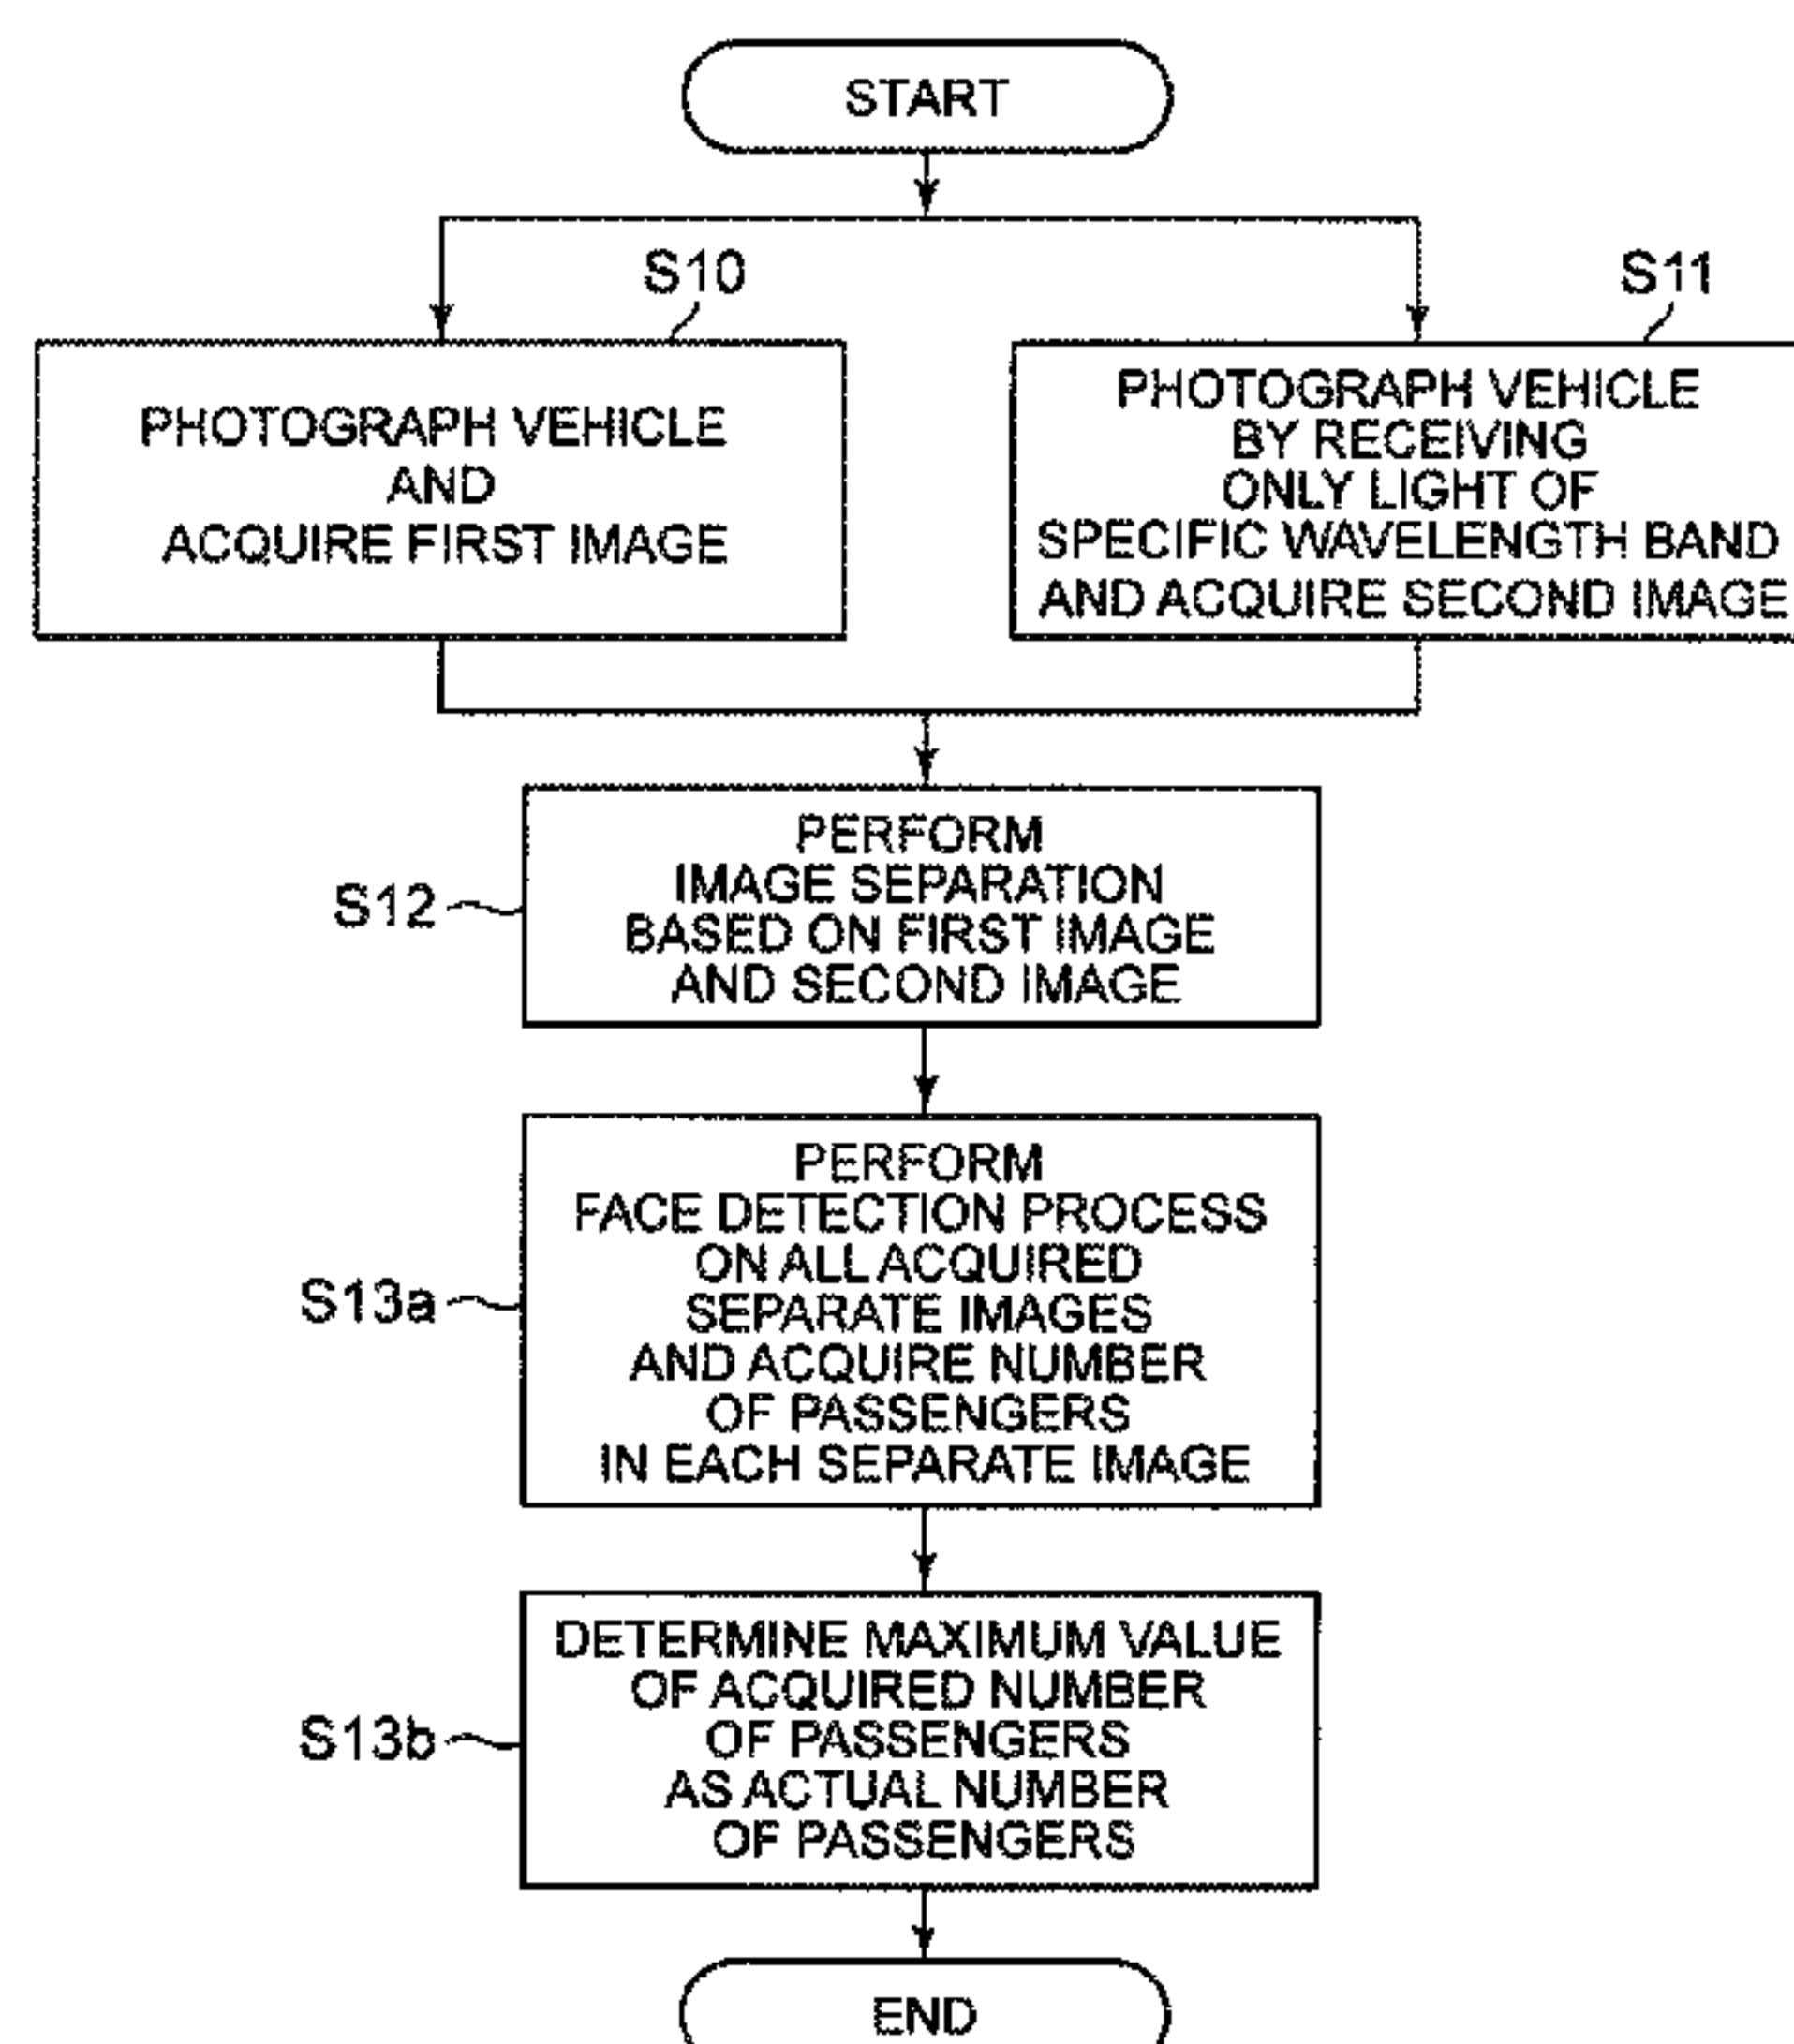 START
S10
PHOTOGRAPH VEHICLE
AND
ACQUIRE FIRST IMAGE
S11
PHOTOGRAPH VEHICLE
BY RECEIVING
ONLY LIGHT OF
SPECIFIC WAVELENGTH BAND
AND ACQUIRE SECOND IMAGE
S12
PERFORM
IMAGE SEPARATION
BASED ON FIRST IMAGE
AND SECOND IMAGE
S13a
PERFORM
FACE DETECTION PROCESS
ON ALL ACQUIRED
SEPARATE IMAGES
AND ACQUIRE NUMBER
OF PASSENGERS
IN EACH SEPARATE IMAGE
S13b
DETERMINE MAXIMUM VALUE
OF ACQUIRED NUMBER
OF PASSENGERS
AS ACTUAL NUMBER
OF PASSENGERS
END